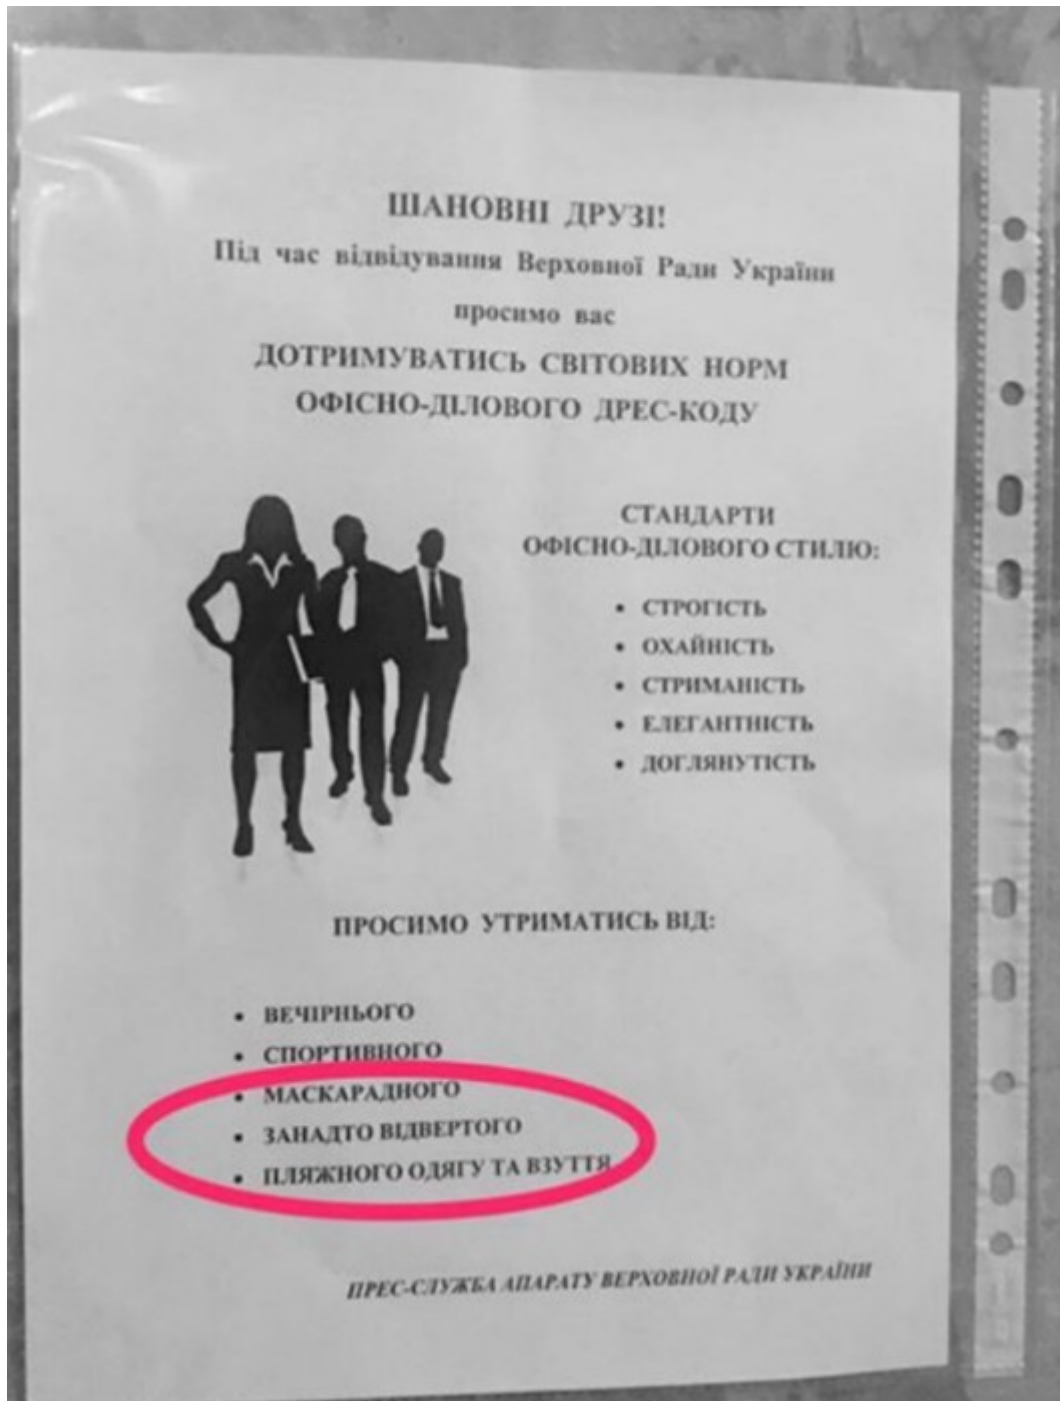 ШАНОВНІ ДРУЗІ!
Під час відвідування Верховної Ради України
просимо вас
ДОТРИМУВАТИСЬ СВІТОВИХ НОРМ
ОФІСНО-ДІЛОВОГО ДРЕС-КОДУ
СТАНДАРТИ
ОФІСНО-ДІЛОВОГО СТИЛЮ:
• СТРОГІСТЬ
• ОХАЙНІСТЬ
• СТРИМАНІСТЬ
• ЕЛЕГАНТНІСТЬ
• ДОГЛЯНУТІСТЬ
ПРОСИМО УТРИМАТИСЬ ВІД:
• ВЕЧІРНЬОГО
• СПОРТИВНОГО
• МАСКАРАДНОГО
• ЗАНАДТО ВІДВЕРТОГО
• ПЛЯЖНОГО ОДЯГУ ТА ВЗУТТЯ
ПРЕС-СЛУЖБА АПАРАТУ ВЕРХОВНОЇ РАДИ УКРАЇНИ